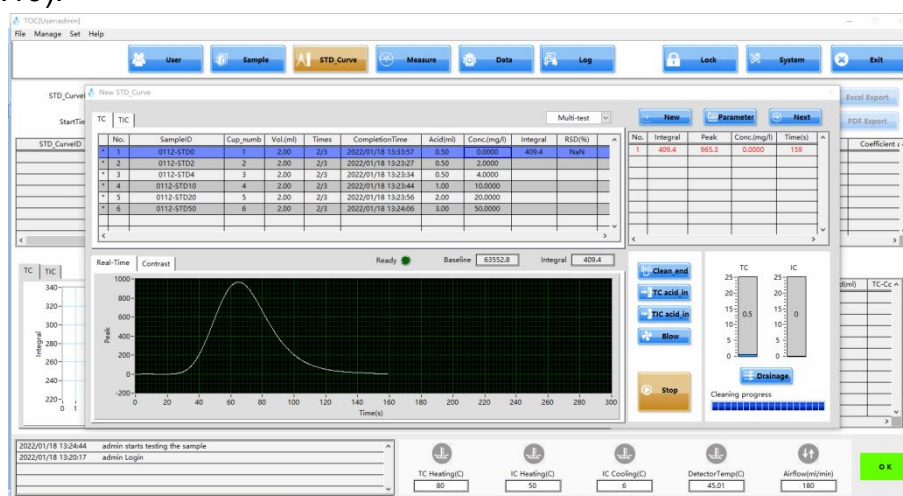 TOC[Useradmin]
File Manage Set Help
User Sample STD_Curve Measure Data Log Lock System Exit
New STD_Curve
Excel Export
PDF Export
STD_CurveID
Coefficient
TC TIC
Multi-test
New Parameter Next
No. SampleID Cup_numb Vol.(ml) Times CompletionTime Acid(ml) Conc.(mg/l) Integral RSD(%)
* 1 0112-STD0 1 2.00 2/3 2022/01/18 13:33:57 0.50 0.0000 409.4 NaN
* 2 0112-STD2 2 2.00 2/3 2022/01/18 13:23:27 0.50 2.0000
* 3 0112-STD4 3 2.00 2/3 2022/01/18 13:23:34 0.50 4.0000
* 4 0112-STD10 4 2.00 2/3 2022/01/18 13:23:44 1.00 10.0000
* 5 0112-STD20 5 2.00 2/3 2022/01/18 13:23:56 2.00 20.0000
* 6 0112-STD50 6 2.00 2/3 2022/01/18 13:24:06 3.00 50.0000
No. Integral Peak Conc.(mg/l) Time(s)
1 409.4 965.3 0.0000 159
Real-Time Contrast
Ready Baseline 63552.8 Integral 409.4
Peak
1000
800
600
400
200
0
-200
0 20 40 60 80 100 120 140 160 180 200 220 240 260 280 300
Time(s)
Clean_end
TC acid_in
TIC acid_in
Blow
Stop
TC IC
25 25
20 20
15 15
10 10
5 5
0 0
0.5 0
Drainage
Cleaning progress
TC TIC
Integral
340
320
300
280
260
240
220
0 1
TC-Cc
2022/01/18 13:24:44 admin starts testing the sample
2022/01/18 13:20:17 admin Login
TC Heating(C) IC Heating(C) IC Cooling(C) DetectorTemp(C) Airflow(ml/min)
80 50 6 45.01 180
O K